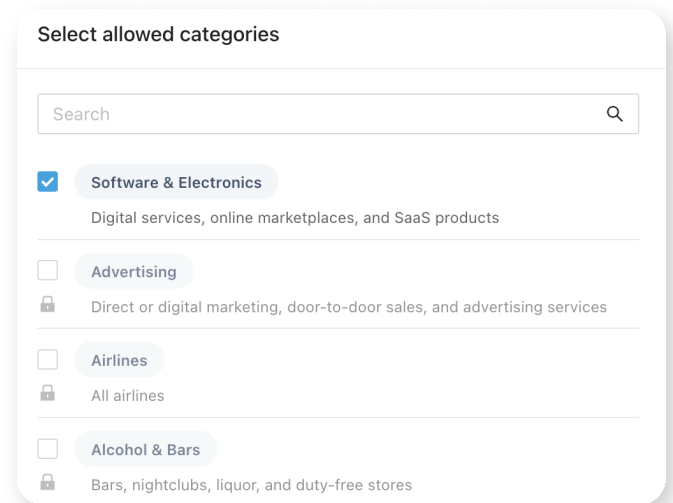 Select allowed categories
Search
Software & Electronics
Digital services, online marketplaces, and SaaS products
Advertising
Direct or digital marketing, door-to-door sales, and advertising services
Airlines
All airlines
Alcohol & Bars
Bars, nightclubs, liquor, and duty-free stores